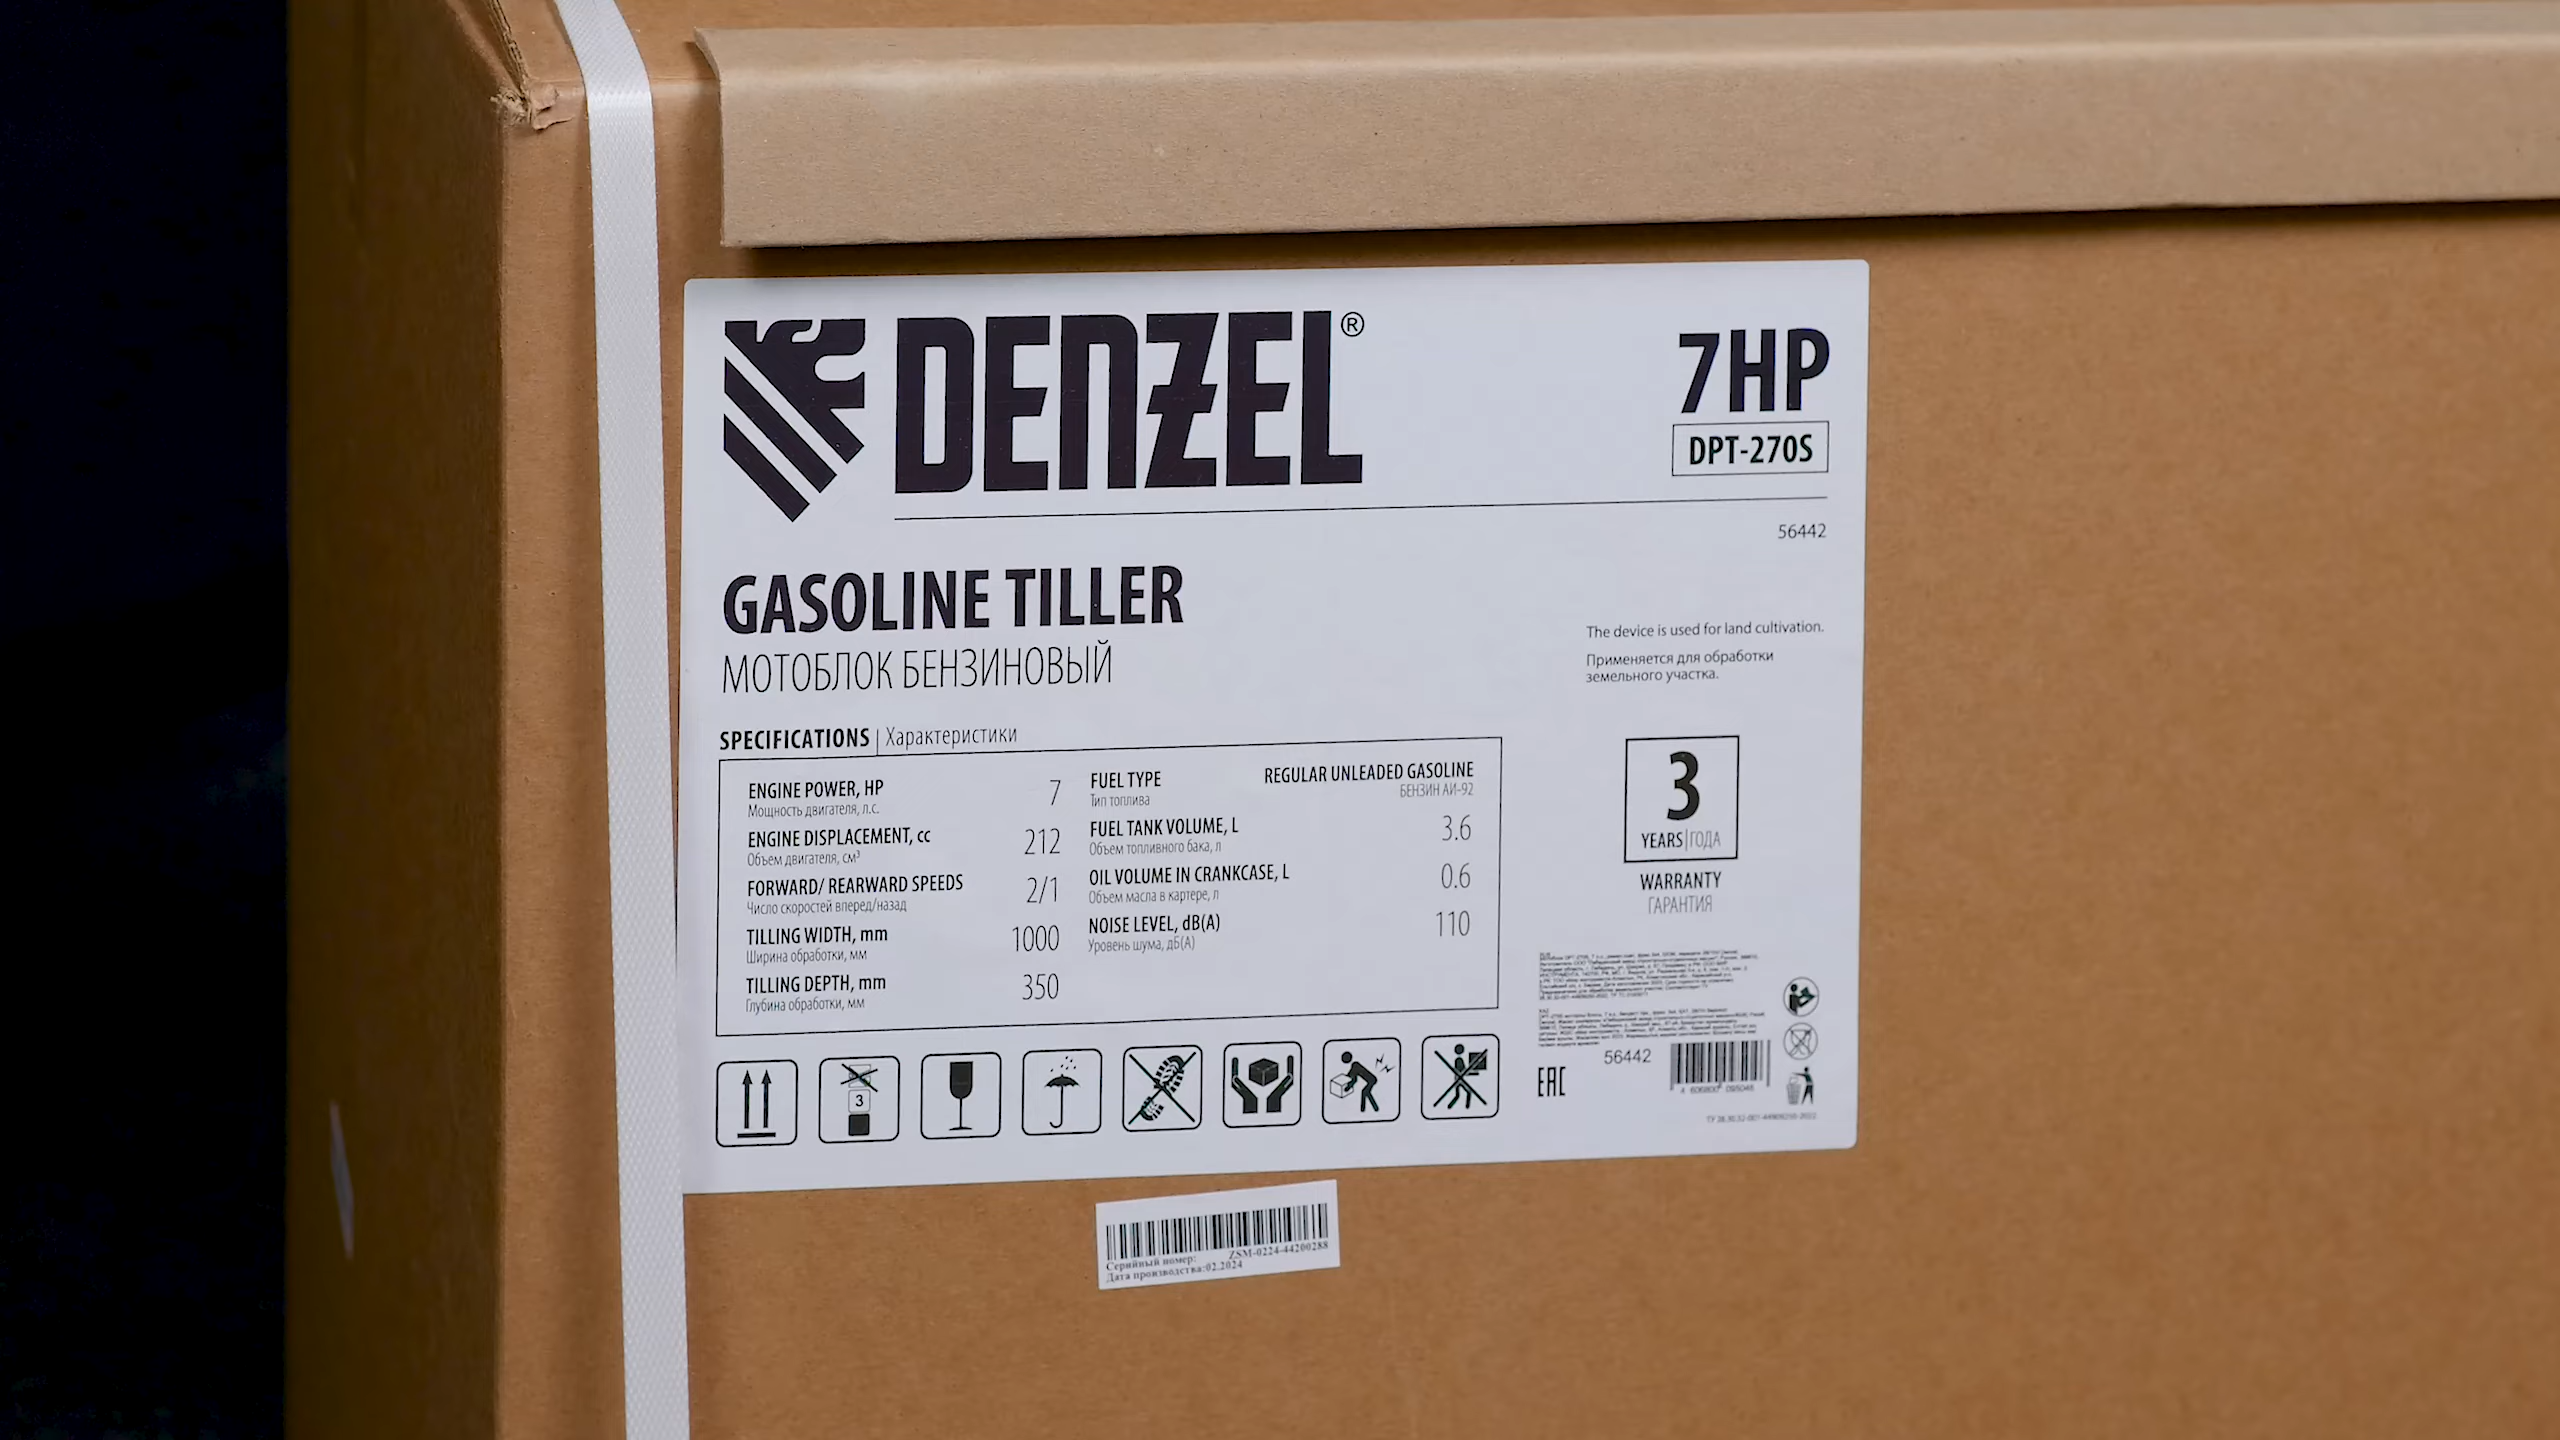 DENZEL®
7HP
DPT-270S
56442
GASOLINE TILLER
МОТОБЛОК БЕНЗИНОВЫЙ
The device is used for land cultivation.
Применяется для обработки
земельного участка.
SPECIFICATIONS | Характеристики
ENGINE POWER, HP 7
Мощность двигателя, л.с.
ENGINE DISPLACEMENT, cc 212
Объем двигателя, см³
FORWARD/ REARWARD SPEEDS 2/1
Число скоростей вперед/назад
TILLING WIDTH, mm 1000
Ширина обработки, мм
TILLING DEPTH, mm 350
Глубина обработки, мм
FUEL TYPE REGULAR UNLEADED GASOLINE
Тип топлива БЕНЗИН АИ-92
FUEL TANK VOLUME, L 3.6
Объем топливного бака, л
OIL VOLUME IN CRANKCASE, L 0.6
Объем масла в картере, л
NOISE LEVEL, dB(A) 110
Уровень шума, дБ(А)
3
YEARS|ГОДА
WARRANTY
ГАРАНТИЯ
3
EAC
56442
Серийный номер: ZSM-0224-44200288
Дата производства:02.2024